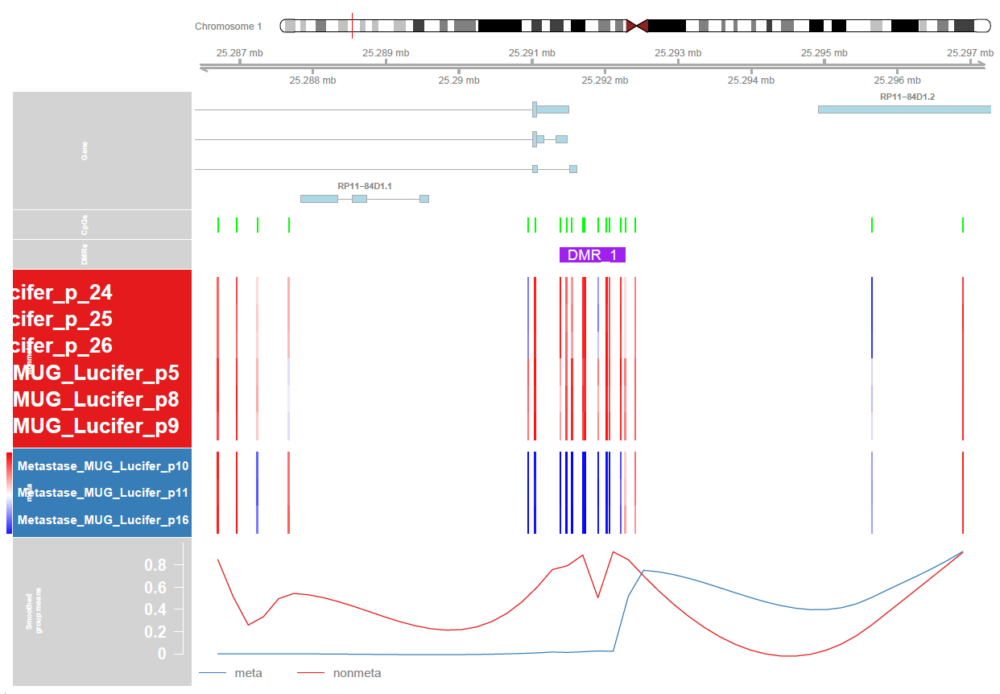 Chromosome 1
25.287 mb 25.289 mb 25.291 mb 25.293 mb 25.295 mb 25.297 mb
25.288 mb 25.29 mb 25.292 mb 25.294 mb 25.296 mb
RP11−84D1.2
Gene
RP11−84D1.1
CpGs
DMRs
DMR_1
cifer_p_24
cifer_p_25
cifer_p_26
MUG_Lucifer_p5
MUG_Lucifer_p8
MUG_Lucifer_p9
Metastase_MUG_Lucifer_p10
Metastase_MUG_Lucifer_p11
meta
Metastase_MUG_Lucifer_p16
0.8
0.6
0.4
0.2
0
Smoothed
group means
meta nonmeta